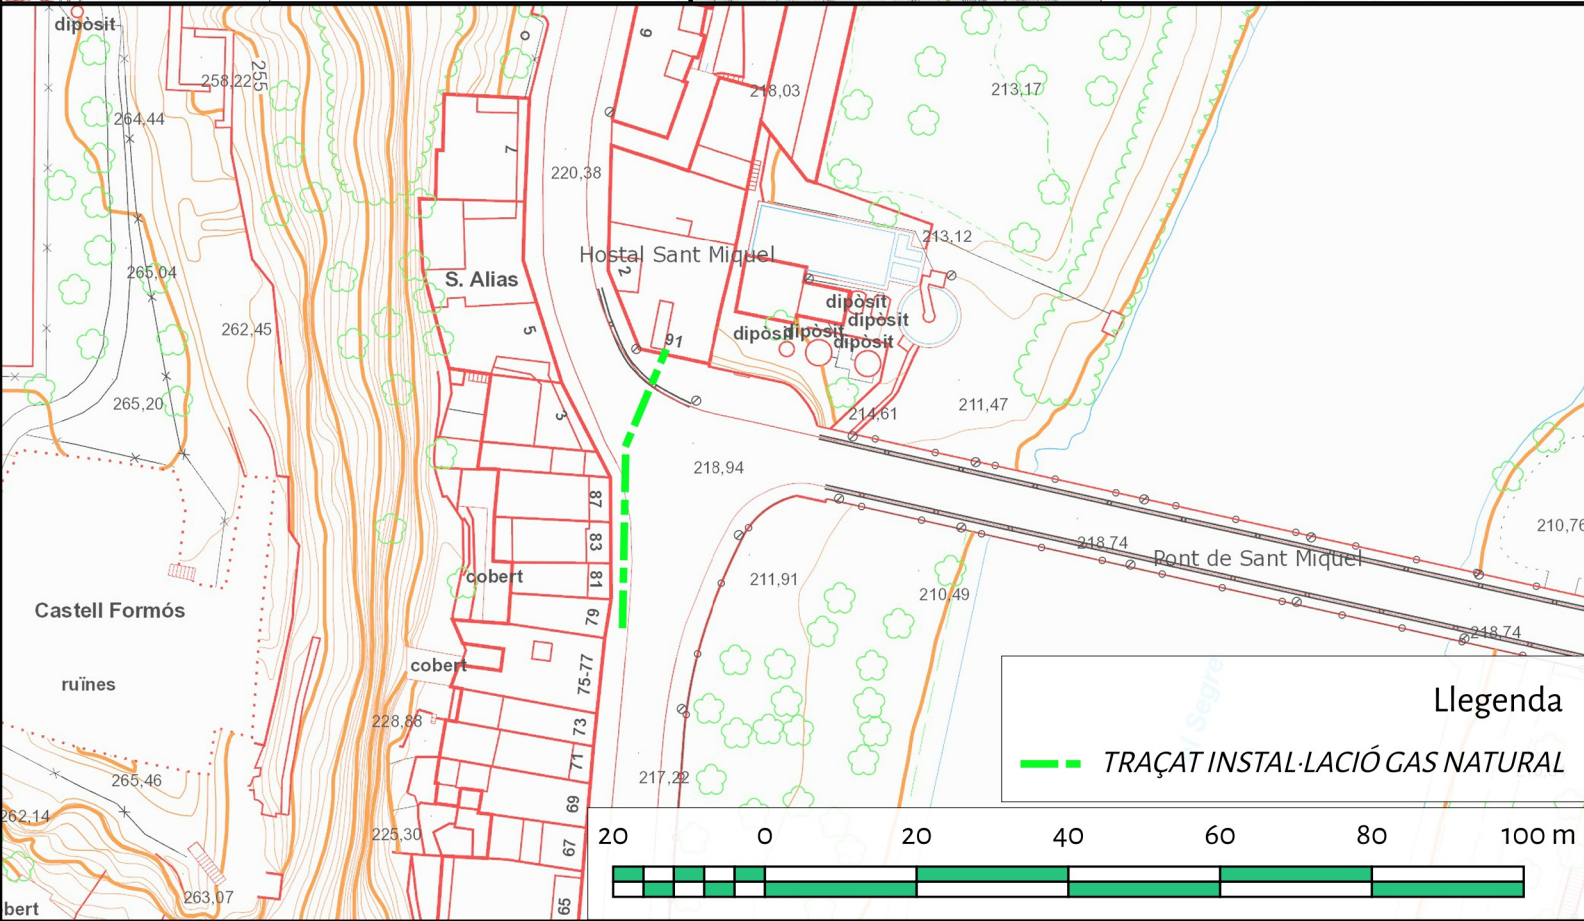 dipòsit
9
258,22
255
218,03
213,17
264,44
7
220,38
213,12
Hostal Sant Miquel
265,04
2
S. Alias
dipòsit
dipòsit
262,45
5
dipòsit
dipòsit
dipòsit
91
265,20
3
214,61
211,47
218,94
87
210,76
83
218,74
Pont de Sant Miquel
cobert
81
211,91
210,49
Castell Formós
79
218,74
cobert
75-77
ruïnes
Segre
228,88
73
Llegenda
71
TRAÇAT INSTAL·LACIÓ GAS NATURAL
265,46
217,22
69
262,14
225,30
67
20 0 20 40 60 80 100 m
263,07
65
bert